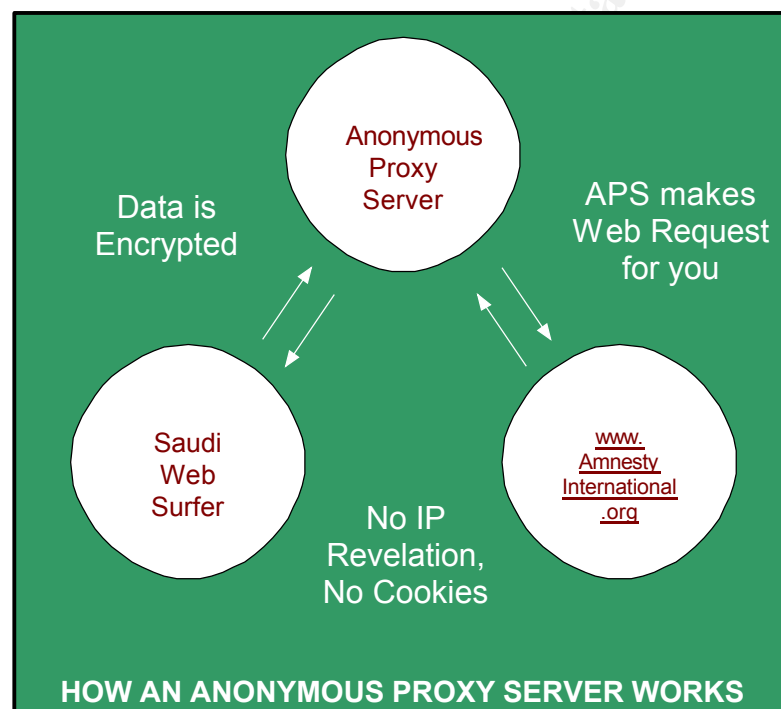 Anonymous
Proxy
Server
Data is
Encrypted
APS makes
Web Request
for you
Saudi
Web
Surfer
www.
Amnesty
International
.org
No IP
Revelation,
No Cookies
HOW AN ANONYMOUS PROXY SERVER WORKS